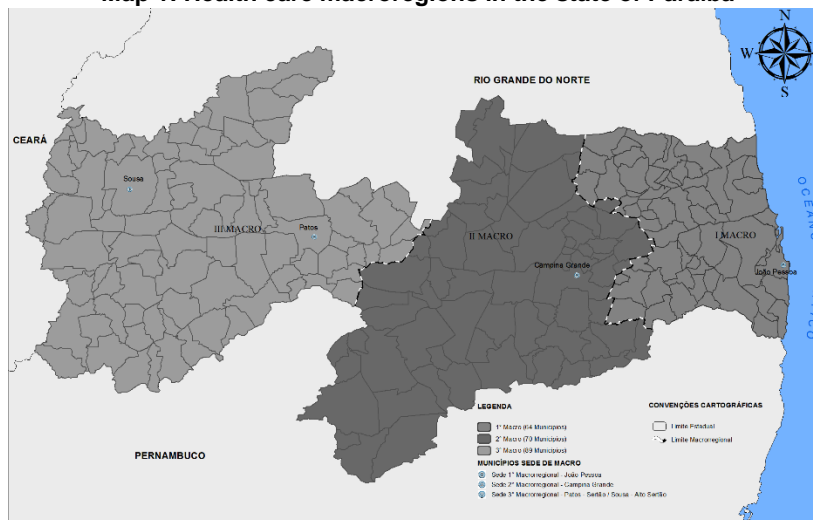 Map 1. Health care macroregions in the state of Paraíba
N
W E
S
RIO GRANDE DO NORTE
CEARÁ
Sousa
III MACRO
Patos
II MACRO
I MACRO
Campina Grande
João Pessoa
OCEANO
PERNAMBUCO
LEGENDA
1ª Macro (64 Municípios)
2ª Macro (70 Municípios)
3ª Macro (89 Municípios)
MUNICÍPIOS SEDE DE MACRO
Sede 1ª Macrorregional - João Pessoa
Sede 2ª Macrorregional - Campina Grande
Sede 3ª Macrorregional - Patos - Sertão / Sousa - Alto Sertão
CONVENÇÕES CARTOGRÁFICAS
Limite Estadual
Limite Macrorregional